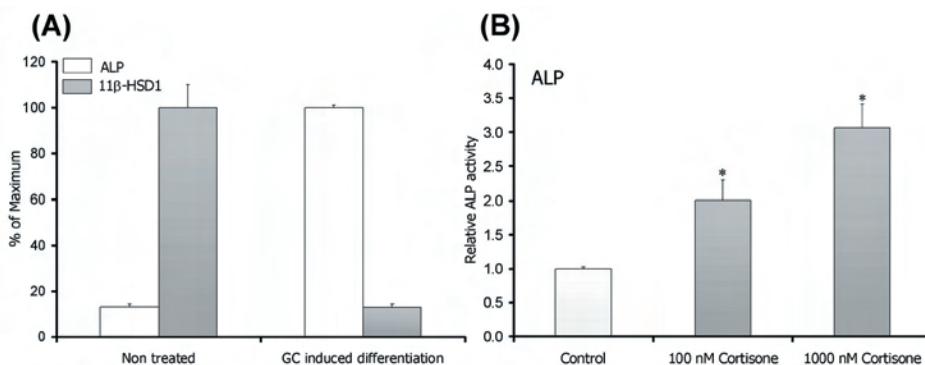 (A)
120
100
80
60
40
20
0
% of Maximum
ALP
11β-HSD1
Non treated
GC induced differentiation
(B)
ALP
4.0
3.5
3.0
2.5
2.0
1.5
1.0
0.5
0.0
Relative ALP activity
*
*
Control
100 nM Cortisone
1000 nM Cortisone